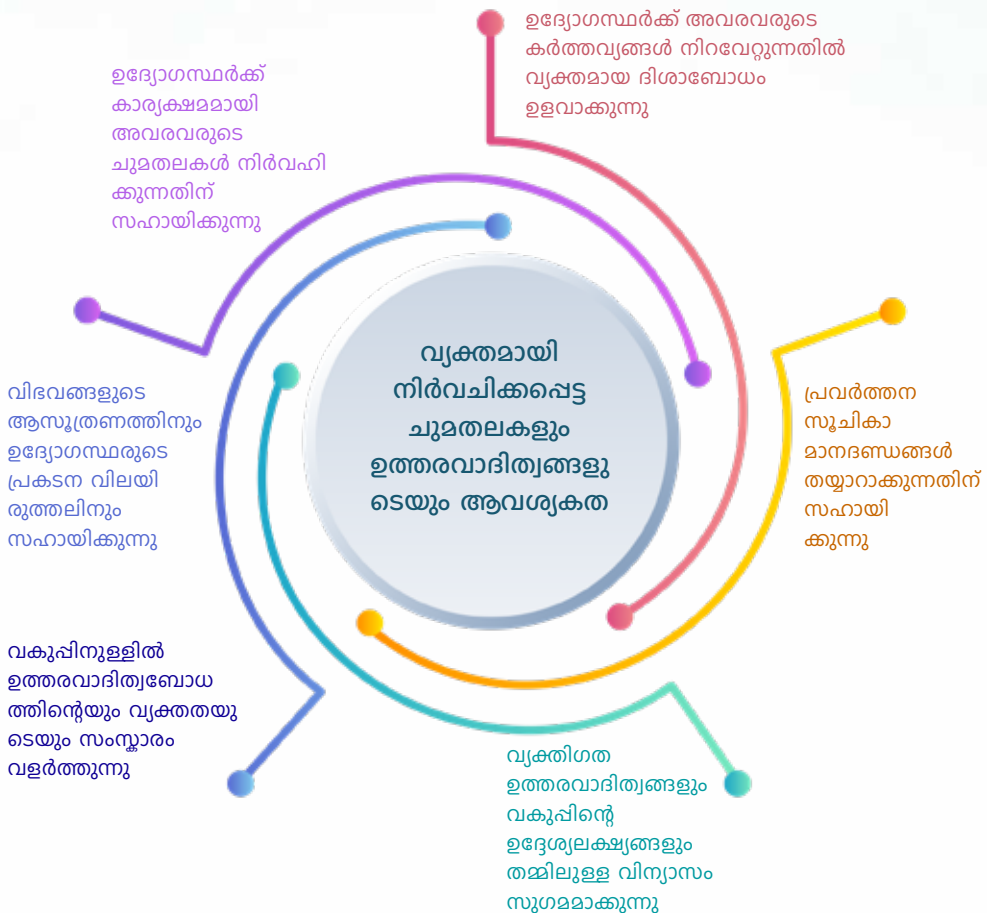 ഉദ്യോഗസ്ഥർക്ക് അവരവരുടെ
കർത്തവ്യങ്ങൾ നിറവേറ്റുന്നതിൽ
വ്യക്തമായ ദിശാബോധം
ഉളവാക്കുന്നു
ഉദ്യോഗസ്ഥർക്ക്
കാര്യക്ഷമമായി
അവരവരുടെ
ചുമതലകൾ നിർവഹി
ക്കുന്നതിന്
സഹായിക്കുന്നു
വ്യക്തമായി
നിർവചിക്കപ്പെട്ട
ചുമതലകളും
ഉത്തരവാദിത്വങ്ങളു
ടെയും ആവശ്യകത
വിഭവങ്ങളുടെ
ആസൂത്രണത്തിനും
ഉദ്യോഗസ്ഥരുടെ
പ്രകടന വിലയി
രുത്തലിനും
സഹായിക്കുന്നു
പ്രവർത്തന
സൂചികാ
മാനദണ്ഡങ്ങൾ
തയ്യാറാക്കുന്നതിന്
സഹായി
ക്കുന്നു
വകുപ്പിനുള്ളിൽ
ഉത്തരവാദിത്വബോധ
ത്തിന്റെയും വ്യക്തതയു
ടെയും സംസ്കാരം
വളർത്തുന്നു
വ്യക്തിഗത
ഉത്തരവാദിത്വങ്ങളും
വകുപ്പിന്റെ
ഉദ്ദേശ്യലക്ഷ്യങ്ങളും
തമ്മിലുള്ള വിന്യാസം
സുഗമമാക്കുന്നു